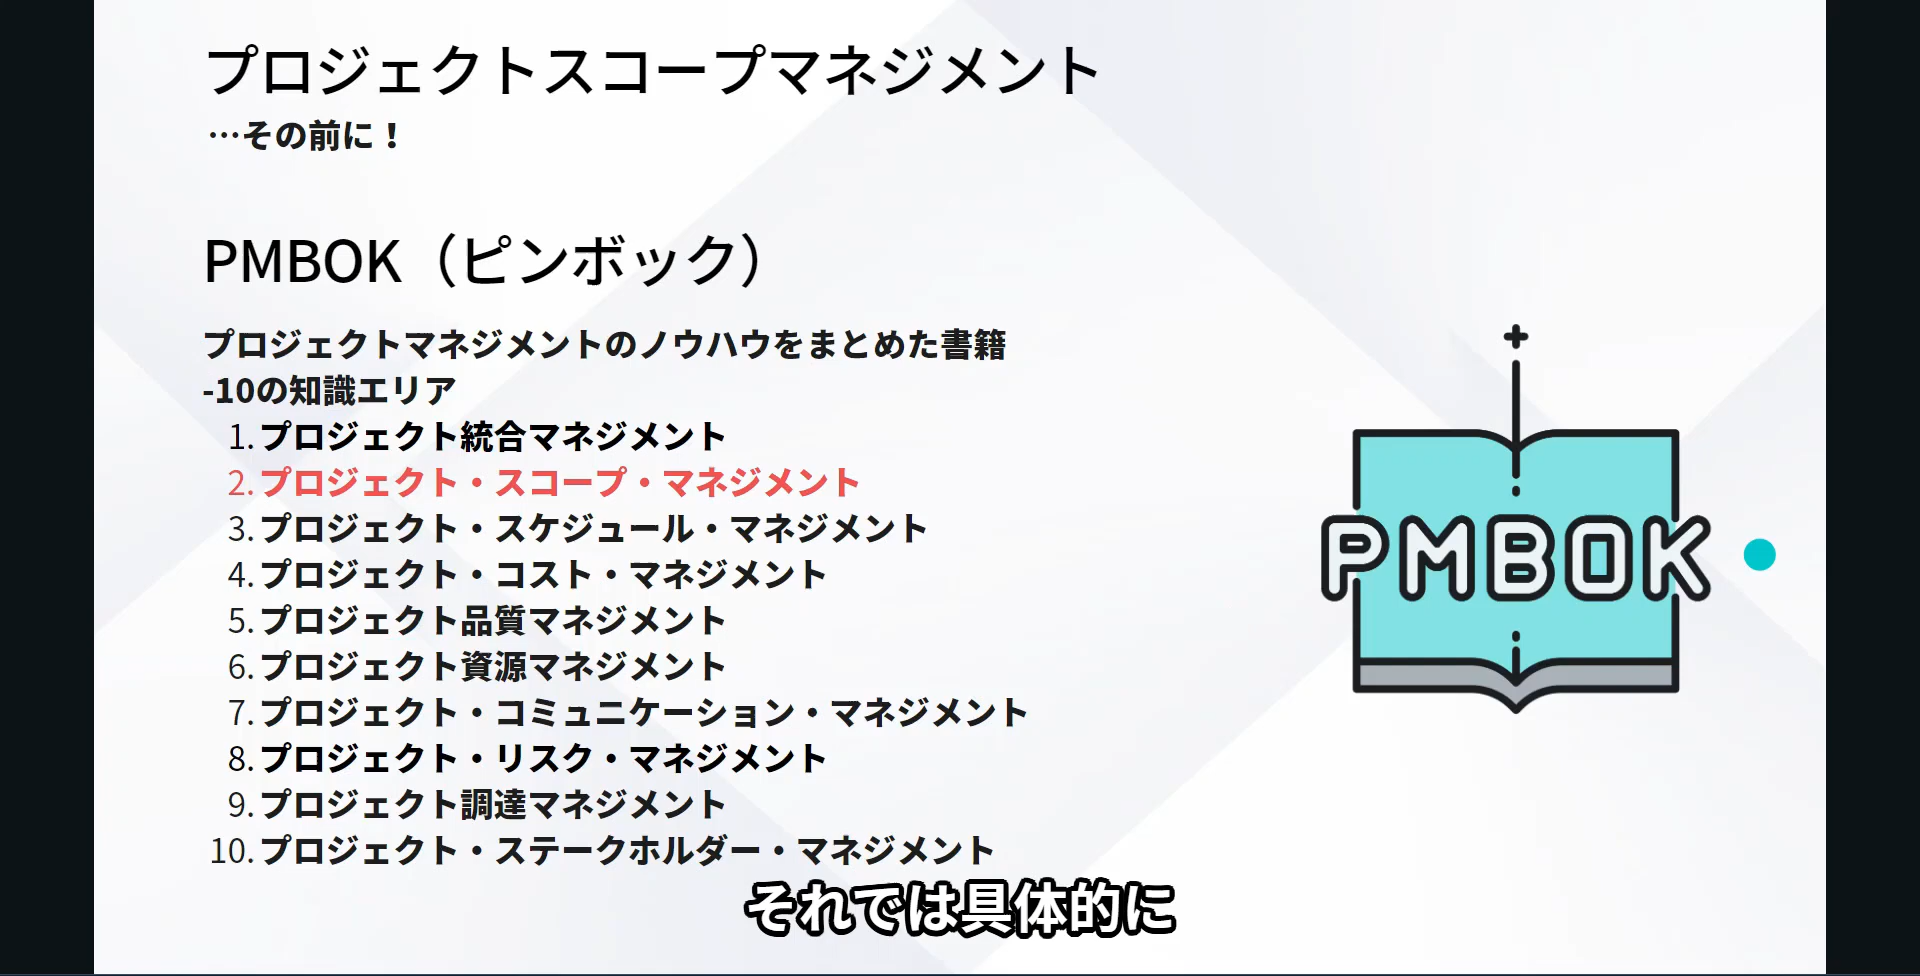 プロジェクトスコープマネジメント
…その前に！
PMBOK（ピンボック）
プロジェクトマネジメントのノウハウをまとめた書籍
-10の知識エリア
1. プロジェクト統合マネジメント
2. プロジェクト・スコープ・マネジメント
3. プロジェクト・スケジュール・マネジメント
4. プロジェクト・コスト・マネジメント
5. プロジェクト品質マネジメント
6. プロジェクト資源マネジメント
7. プロジェクト・コミュニケーション・マネジメント
8. プロジェクト・リスク・マネジメント
9. プロジェクト調達マネジメント
10. プロジェクト・ステークホルダー・マネジメント
PMBOK
それでは具体的に